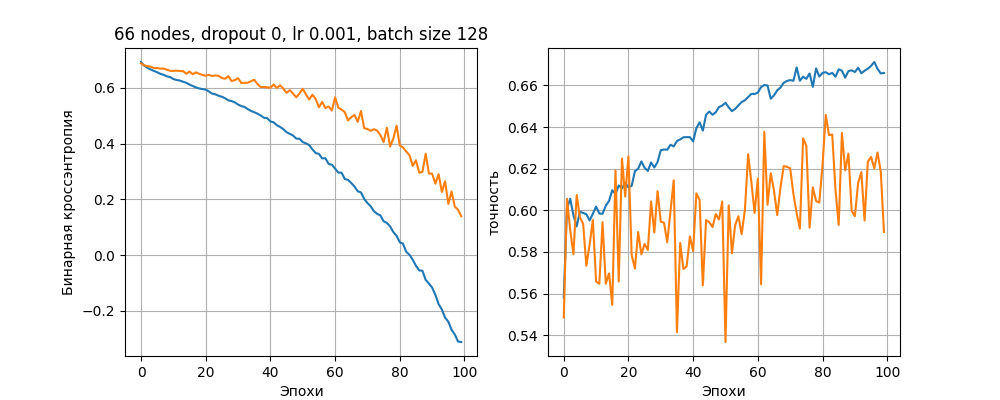 66 nodes, dropout 0, lr 0.001, batch size 128
Бинарная кроссэнтропия
0.6
0.4
0.2
0.0
−0.2
0 20 40 60 80 100
Эпохи
точность
0.66
0.64
0.62
0.60
0.58
0.56
0.54
0 20 40 60 80 100
Эпохи